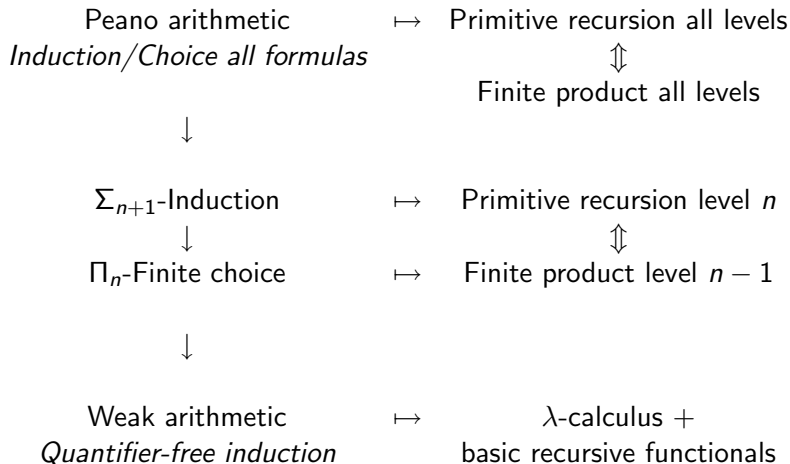 Peano arithmetic ↦ Primitive recursion all levels
Induction/Choice all formulas ⇕
Finite product all levels
↓
Σₙ₊₁-Induction ↦ Primitive recursion level n
↓ ⇕
Πₙ-Finite choice ↦ Finite product level n − 1
↓
Weak arithmetic ↦ λ-calculus +
Quantifier-free induction basic recursive functionals